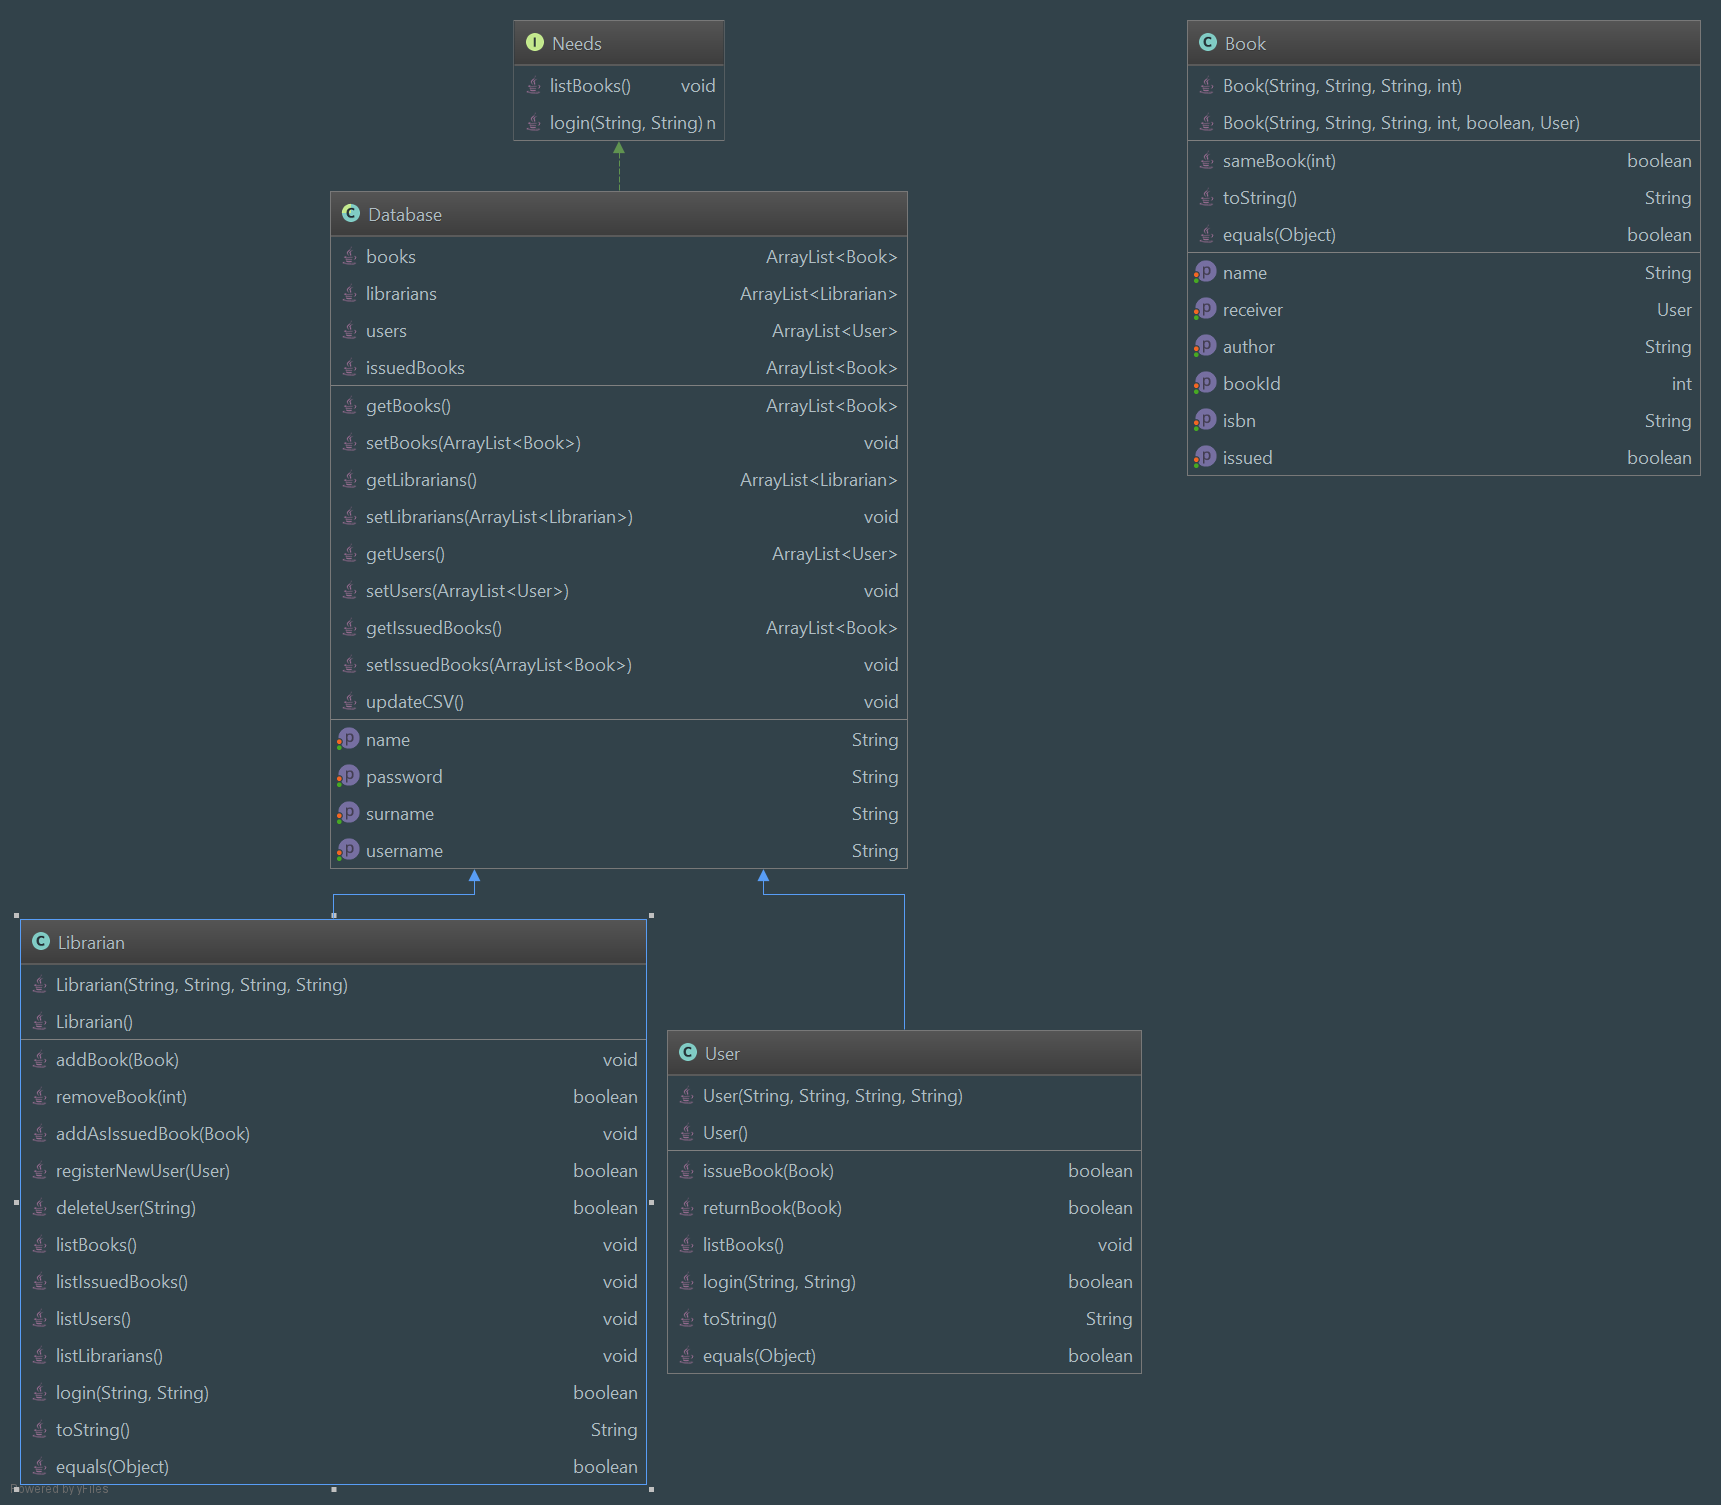 I Needs
listBooks() void
login(String, String) n
C Database
books ArrayList<Book>
librarians ArrayList<Librarian>
users ArrayList<User>
issuedBooks ArrayList<Book>
getBooks() ArrayList<Book>
setBooks(ArrayList<Book>) void
getLibrarians() ArrayList<Librarian>
setLibrarians(ArrayList<Librarian>) void
getUsers() ArrayList<User>
setUsers(ArrayList<User>) void
getIssuedBooks() ArrayList<Book>
setIssuedBooks(ArrayList<Book>) void
updateCSV() void
p name String
p password String
p surname String
p username String
C Book
Book(String, String, String, int)
Book(String, String, String, int, boolean, User)
sameBook(int) boolean
toString() String
equals(Object) boolean
p name String
p receiver User
p author String
p bookId int
p isbn String
p issued boolean
C Librarian
Librarian(String, String, String, String)
Librarian()
addBook(Book) void
removeBook(int) boolean
addAsIssuedBook(Book) void
registerNewUser(User) boolean
deleteUser(String) boolean
listBooks() void
listIssuedBooks() void
listUsers() void
listLibrarians() void
login(String, String) boolean
toString() String
equals(Object) boolean
C User
User(String, String, String, String)
User()
issueBook(Book) boolean
returnBook(Book) boolean
listBooks() void
login(String, String) boolean
toString() String
equals(Object) boolean
Powered by yFiles